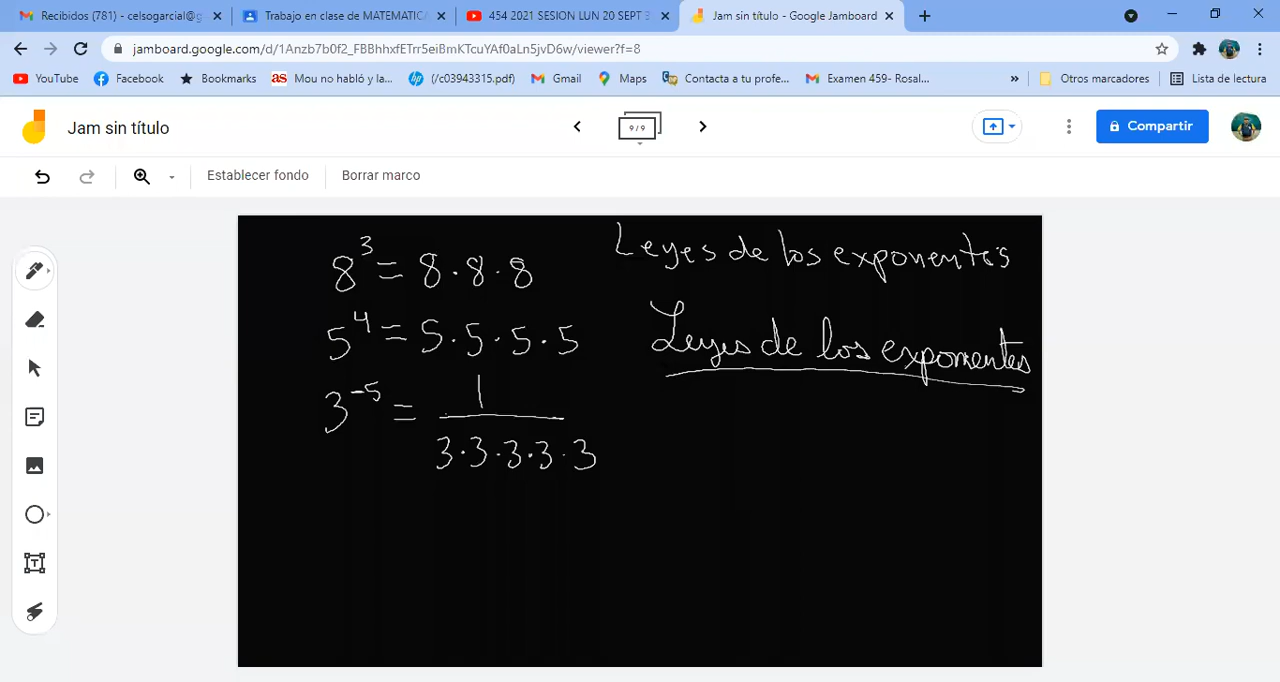 Recibidos (781) - celsogarcial@g
Trabajo en clase de MATEMATICA
454 2021 SESION LUN 20 SEPT 3
Jam sin título - Google Jamboard
jamboard.google.com/d/1Anzb7b0f2_FBBhhxfETrr5eiBmKTcuYAf0aLn5jvD6w/viewer?f=8
YouTube
Facebook
Bookmarks
Mou no habló y la...
(/c03943315.pdf)
Gmail
Maps
Contacta a tu profe...
Examen 459- Rosal...
»
Otros marcadores
Lista de lectura
Jam sin título
9 / 9
Compartir
Establecer fondo
Borrar marco
8³ = 8·8·8
5⁴ = 5·5·5·5
3⁻⁵ = 1
3·3·3·3·3
Leyes de los exponentes
Leyes de los exponentes